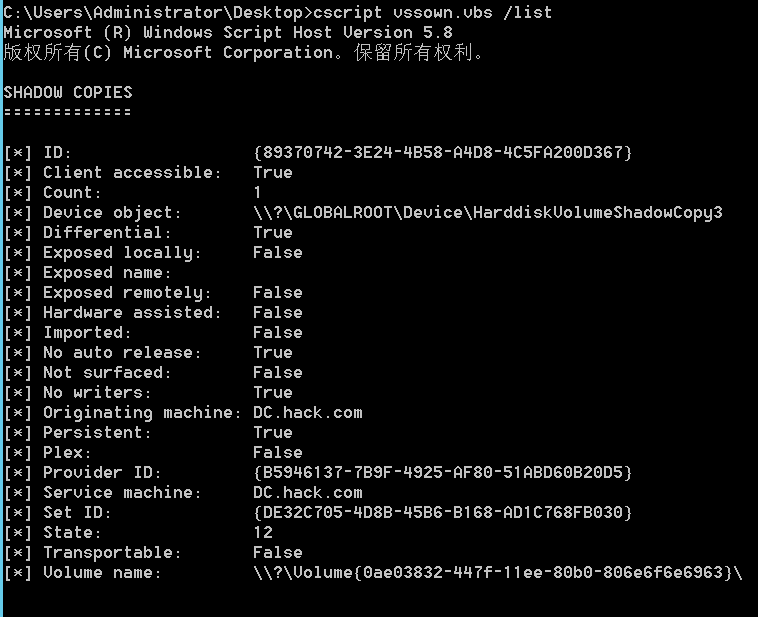 C:\Users\Administrator\Desktop>cscript vssown.vbs /list
Microsoft (R) Windows Script Host Version 5.8
版权所有(C) Microsoft Corporation。保留所有权利。
SHADOW COPIES
=============
[*] ID: {89370742-3E24-4B58-A4D8-4C5FA200D367}
[*] Client accessible: True
[*] Count: 1
[*] Device object: \\?\GLOBALROOT\Device\HarddiskVolumeShadowCopy3
[*] Differential: True
[*] Exposed locally: False
[*] Exposed name:
[*] Exposed remotely: False
[*] Hardware assisted: False
[*] Imported: False
[*] No auto release: True
[*] Not surfaced: False
[*] No writers: True
[*] Originating machine: DC.hack.com
[*] Persistent: True
[*] Plex: False
[*] Provider ID: {B5946137-7B9F-4925-AF80-51ABD60B20D5}
[*] Service machine: DC.hack.com
[*] Set ID: {DE32C705-4D8B-45B6-B168-AD1C768FB030}
[*] State: 12
[*] Transportable: False
[*] Volume name: \\?\Volume{0ae03832-447f-11ee-80b0-806e6f6e6963}\